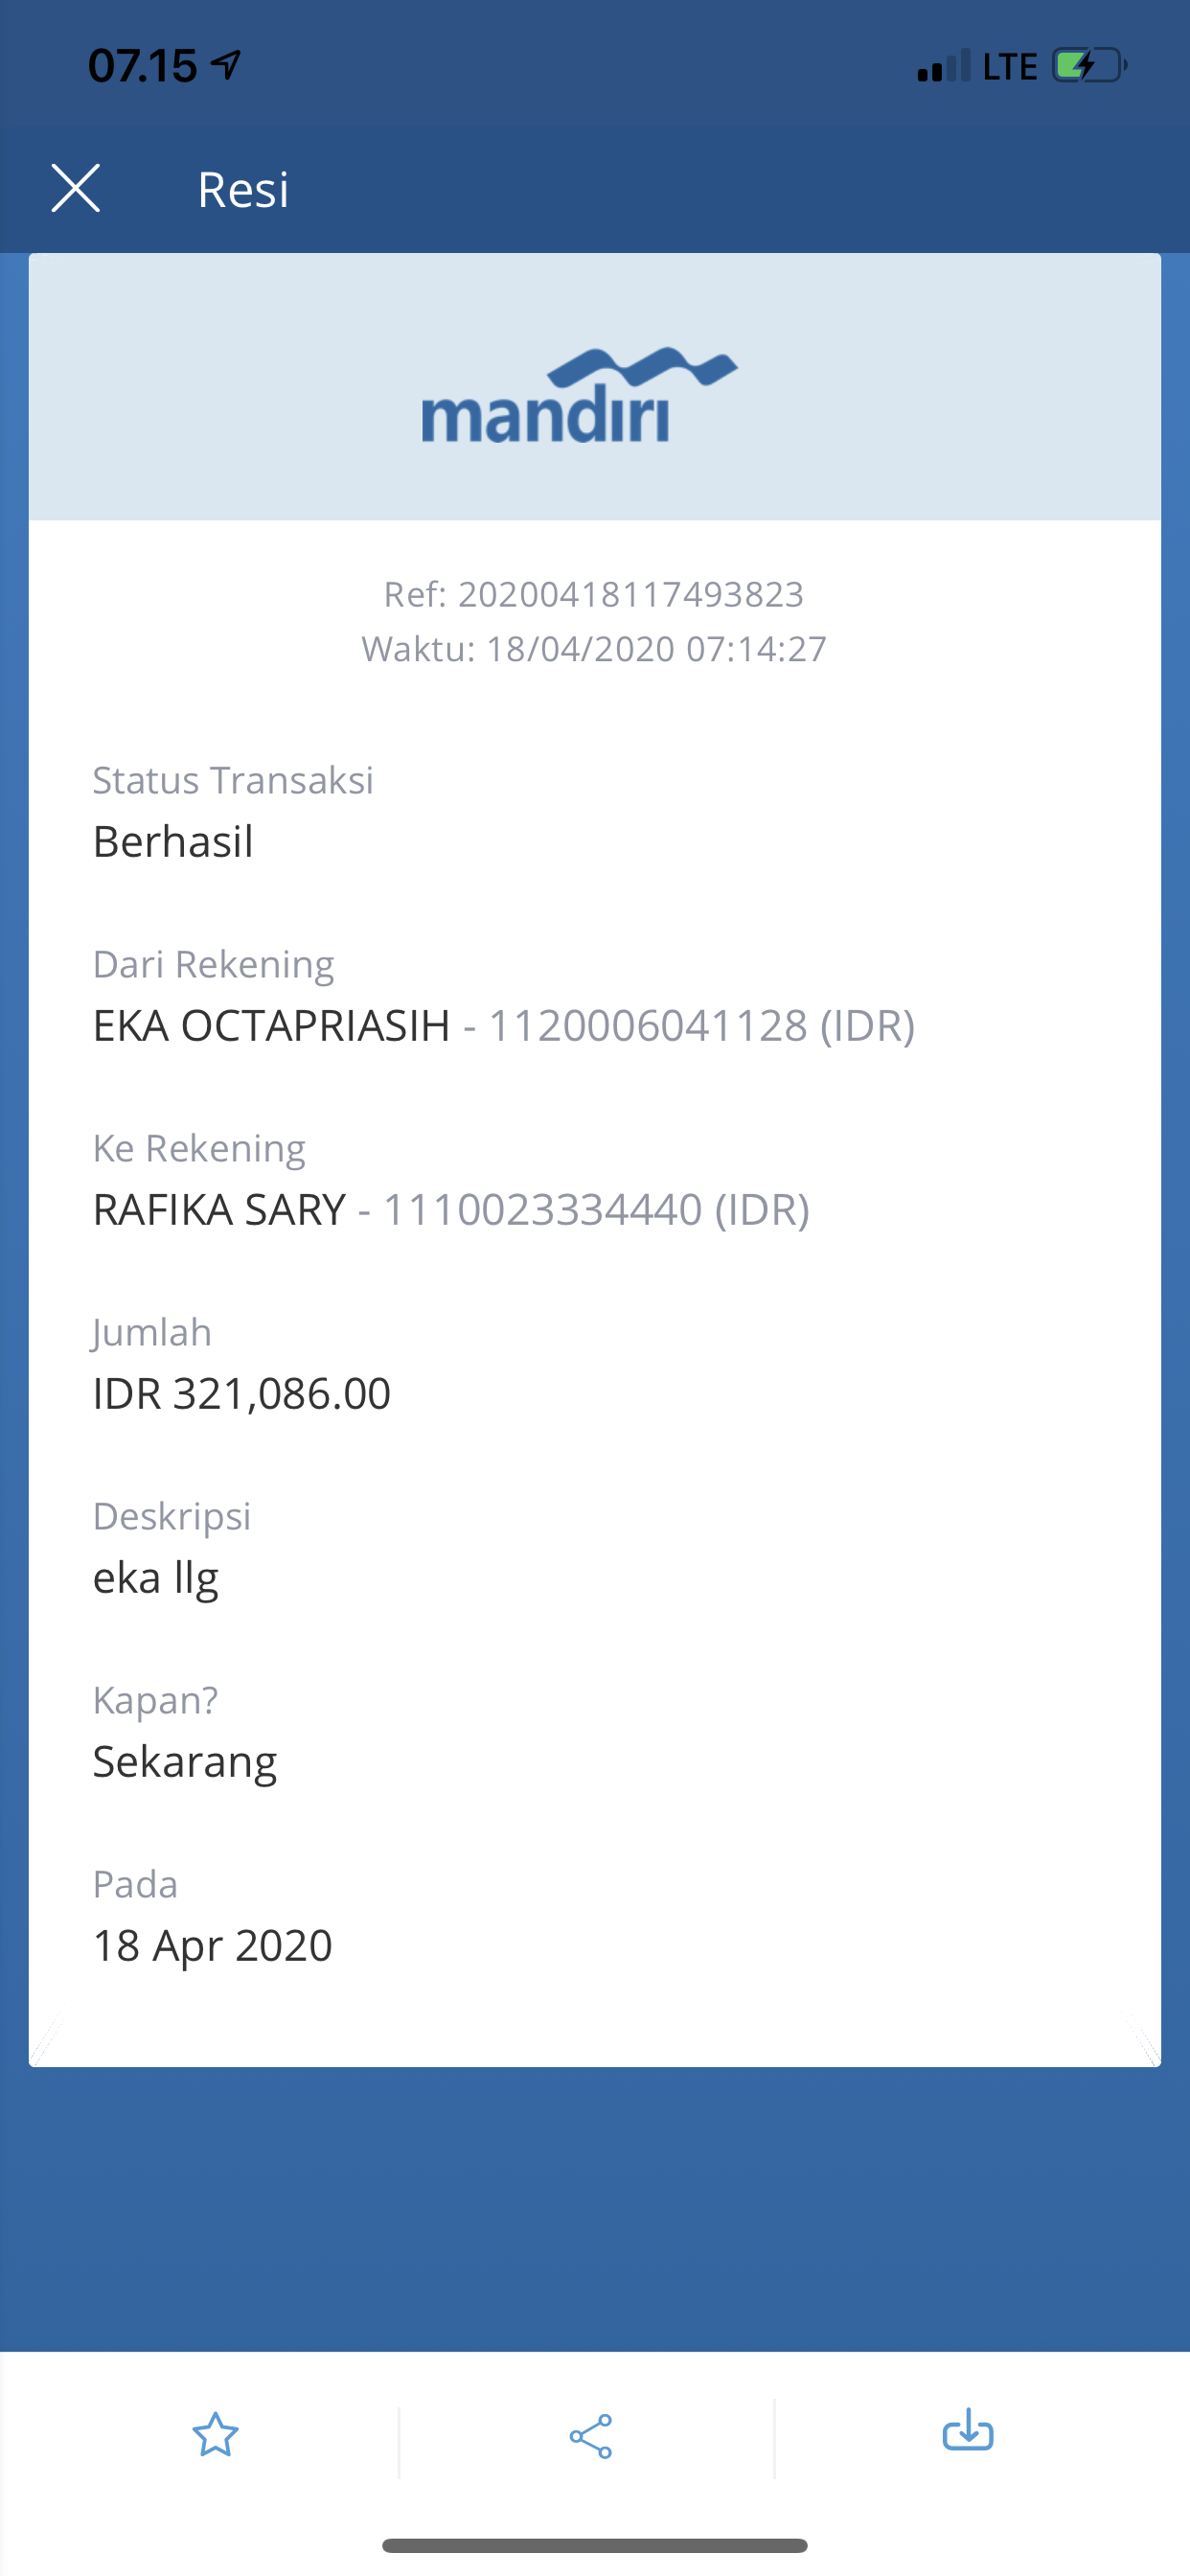 07.15
LTE
Resi
mandiri
Ref: 20200418117493823
Waktu: 18/04/2020 07:14:27
Status Transaksi
Berhasil
Dari Rekening
EKA OCTAPRIASIH - 1120006041128 (IDR)
Ke Rekening
RAFIKA SARY - 1110023334440 (IDR)
Jumlah
IDR 321,086.00
Deskripsi
eka llg
Kapan?
Sekarang
Pada
18 Apr 2020